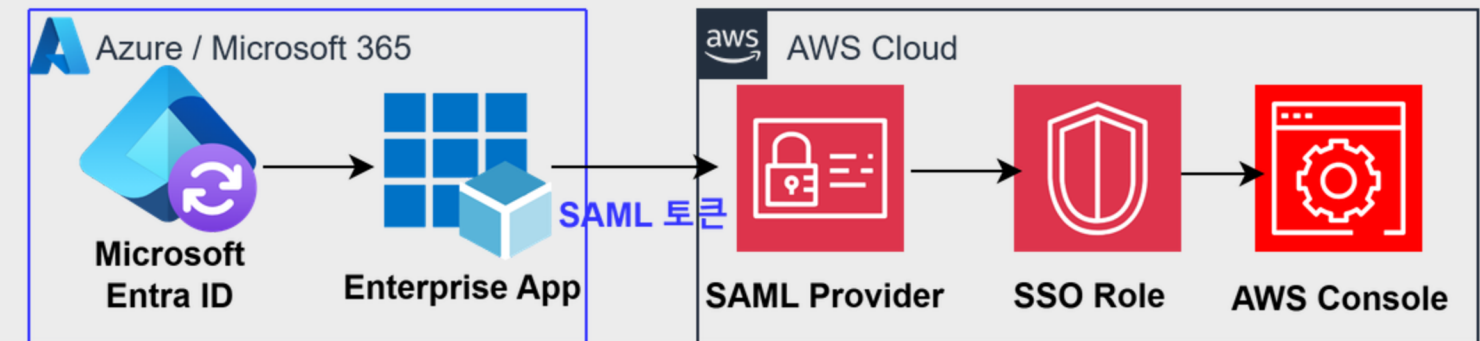 Azure / Microsoft 365
aws
AWS Cloud
SAML 토큰
Microsoft
Entra ID
Enterprise App
SAML Provider
SSO Role
AWS Console